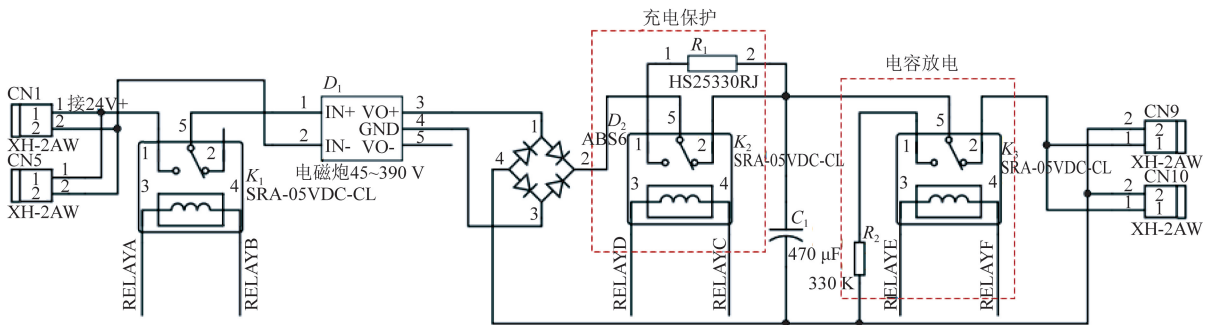 充电保护
R1
1 2
HS25330RJ
电容放电
D1
CN1
1 1 接24V+
2 2
XH-2AW
CN5
1 1
2 2
XH-2AW
1 IN+ VO+ 3
GND 4
2 IN- VO- 5
电磁炮45~390 V
5
1 2
3 4
K1
SRA-05VDC-CL
RELAYA
RELAYB
1
4 2
3
D2
ABS6
5
1 2
3 4
K2
SRA-05VDC-CL
RELAYD
RELAYC
C1
470 μF
R2
330 K
5
1 2
3 4
K3
SRA-05VDC-CL
RELAYE
RELAYF
CN9
2 2
1 1
XH-2AW
CN10
2 2
1 1
XH-2AW